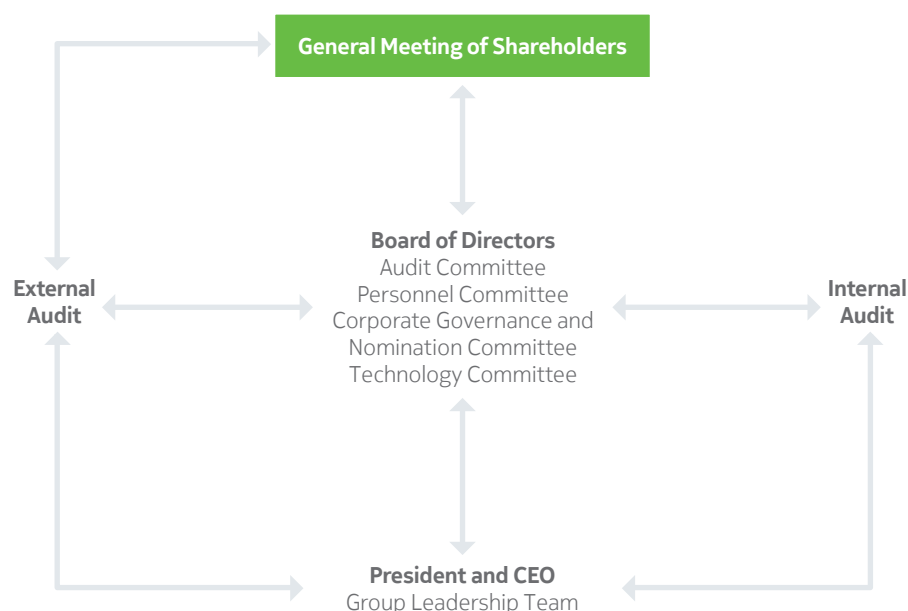 General Meeting of Shareholders
Board of Directors
Audit Committee
Personnel Committee
Corporate Governance and
Nomination Committee
Technology Committee
External
Audit
Internal
Audit
President and CEO
Group Leadership Team